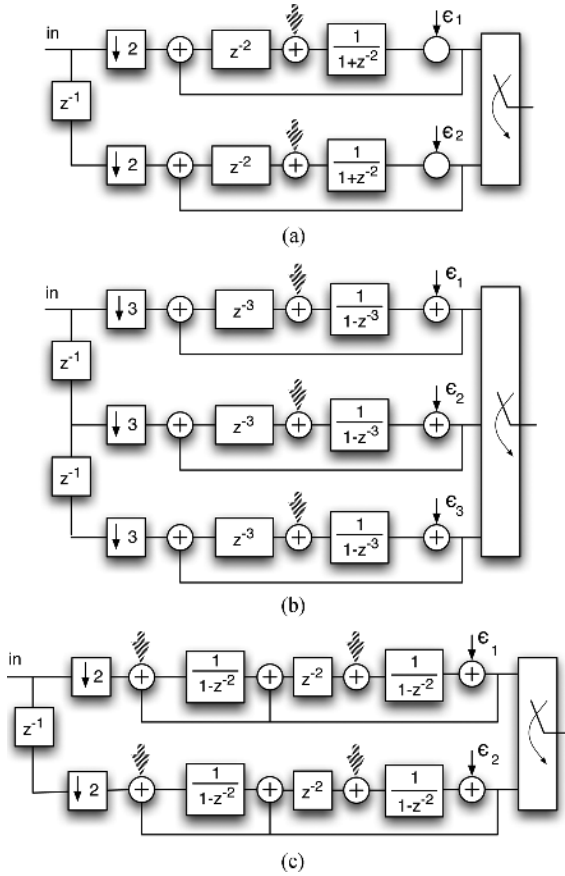 in
↓ 2
+
z⁻²
+
1
1+z⁻²
ϵ₁
z⁻¹
↓ 2
+
z⁻²
+
1
1+z⁻²
ϵ₂
(a)
in
↓ 3
+
z⁻³
+
1
1-z⁻³
+
ϵ₁
z⁻¹
↓ 3
+
z⁻³
+
1
1-z⁻³
+
ϵ₂
z⁻¹
↓ 3
+
z⁻³
+
1
1-z⁻³
+
ϵ₃
(b)
in
↓ 2
+
1
1-z⁻²
+
z⁻²
+
1
1-z⁻²
+
ϵ₁
z⁻¹
↓ 2
+
1
1-z⁻²
+
z⁻²
+
1
1-z⁻²
+
ϵ₂
(c)